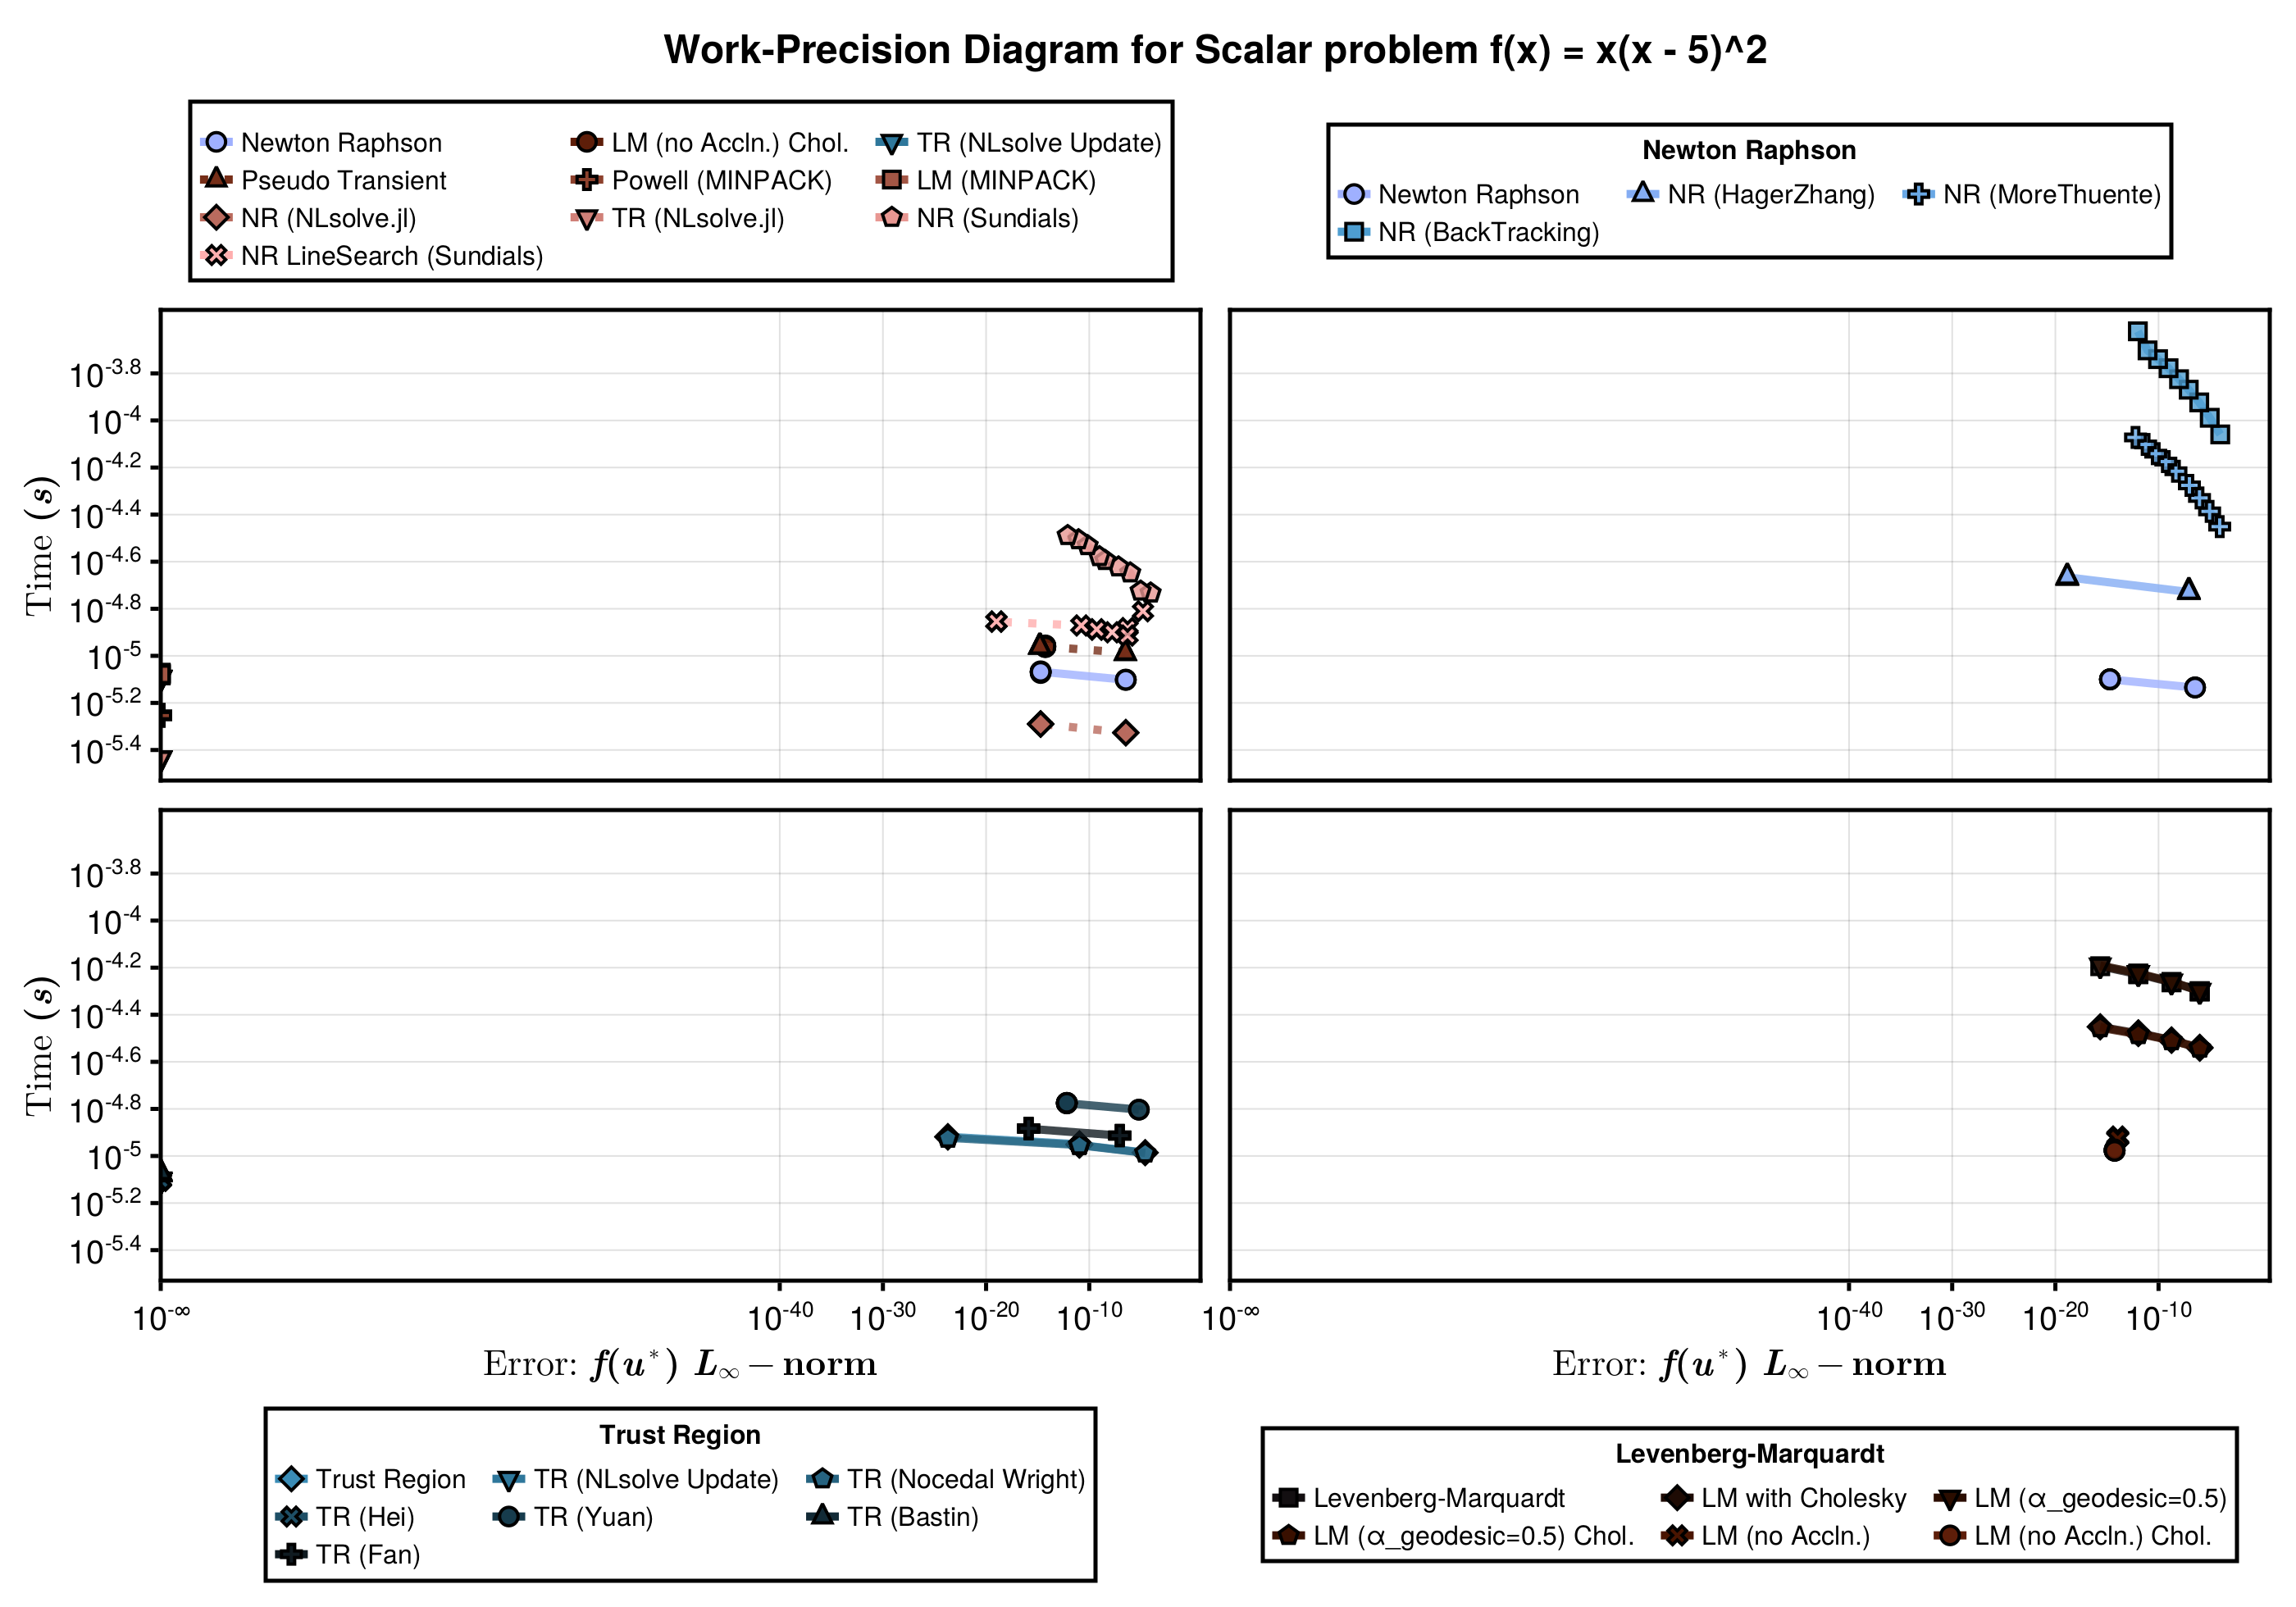 Work-Precision Diagram for Scalar problem f(x) = x(x - 5)^2
Newton Raphson LM (no Accln.) Chol. TR (NLsolve Update)
Pseudo Transient Powell (MINPACK) LM (MINPACK)
NR (NLsolve.jl) TR (NLsolve.jl) NR (Sundials)
NR LineSearch (Sundials)
Newton Raphson
Newton Raphson NR (HagerZhang) NR (MoreThuente)
NR (BackTracking)
10^-3.8
10^-4
10^-4.2
10^-4.4
10^-4.6
10^-4.8
10^-5
10^-5.2
10^-5.4
Time (s)
10^-3.8
10^-4
10^-4.2
10^-4.4
10^-4.6
10^-4.8
10^-5
10^-5.2
10^-5.4
Time (s)
10^-∞ 10^-40 10^-30 10^-20 10^-10
10^-∞ 10^-40 10^-30 10^-20 10^-10
Error: f(u*) L∞ − norm
Error: f(u*) L∞ − norm
Trust Region
Trust Region TR (NLsolve Update) TR (Nocedal Wright)
TR (Hei) TR (Yuan) TR (Bastin)
TR (Fan)
Levenberg-Marquardt
Levenberg-Marquardt LM with Cholesky LM (α_geodesic=0.5)
LM (α_geodesic=0.5) Chol. LM (no Accln.) LM (no Accln.) Chol.